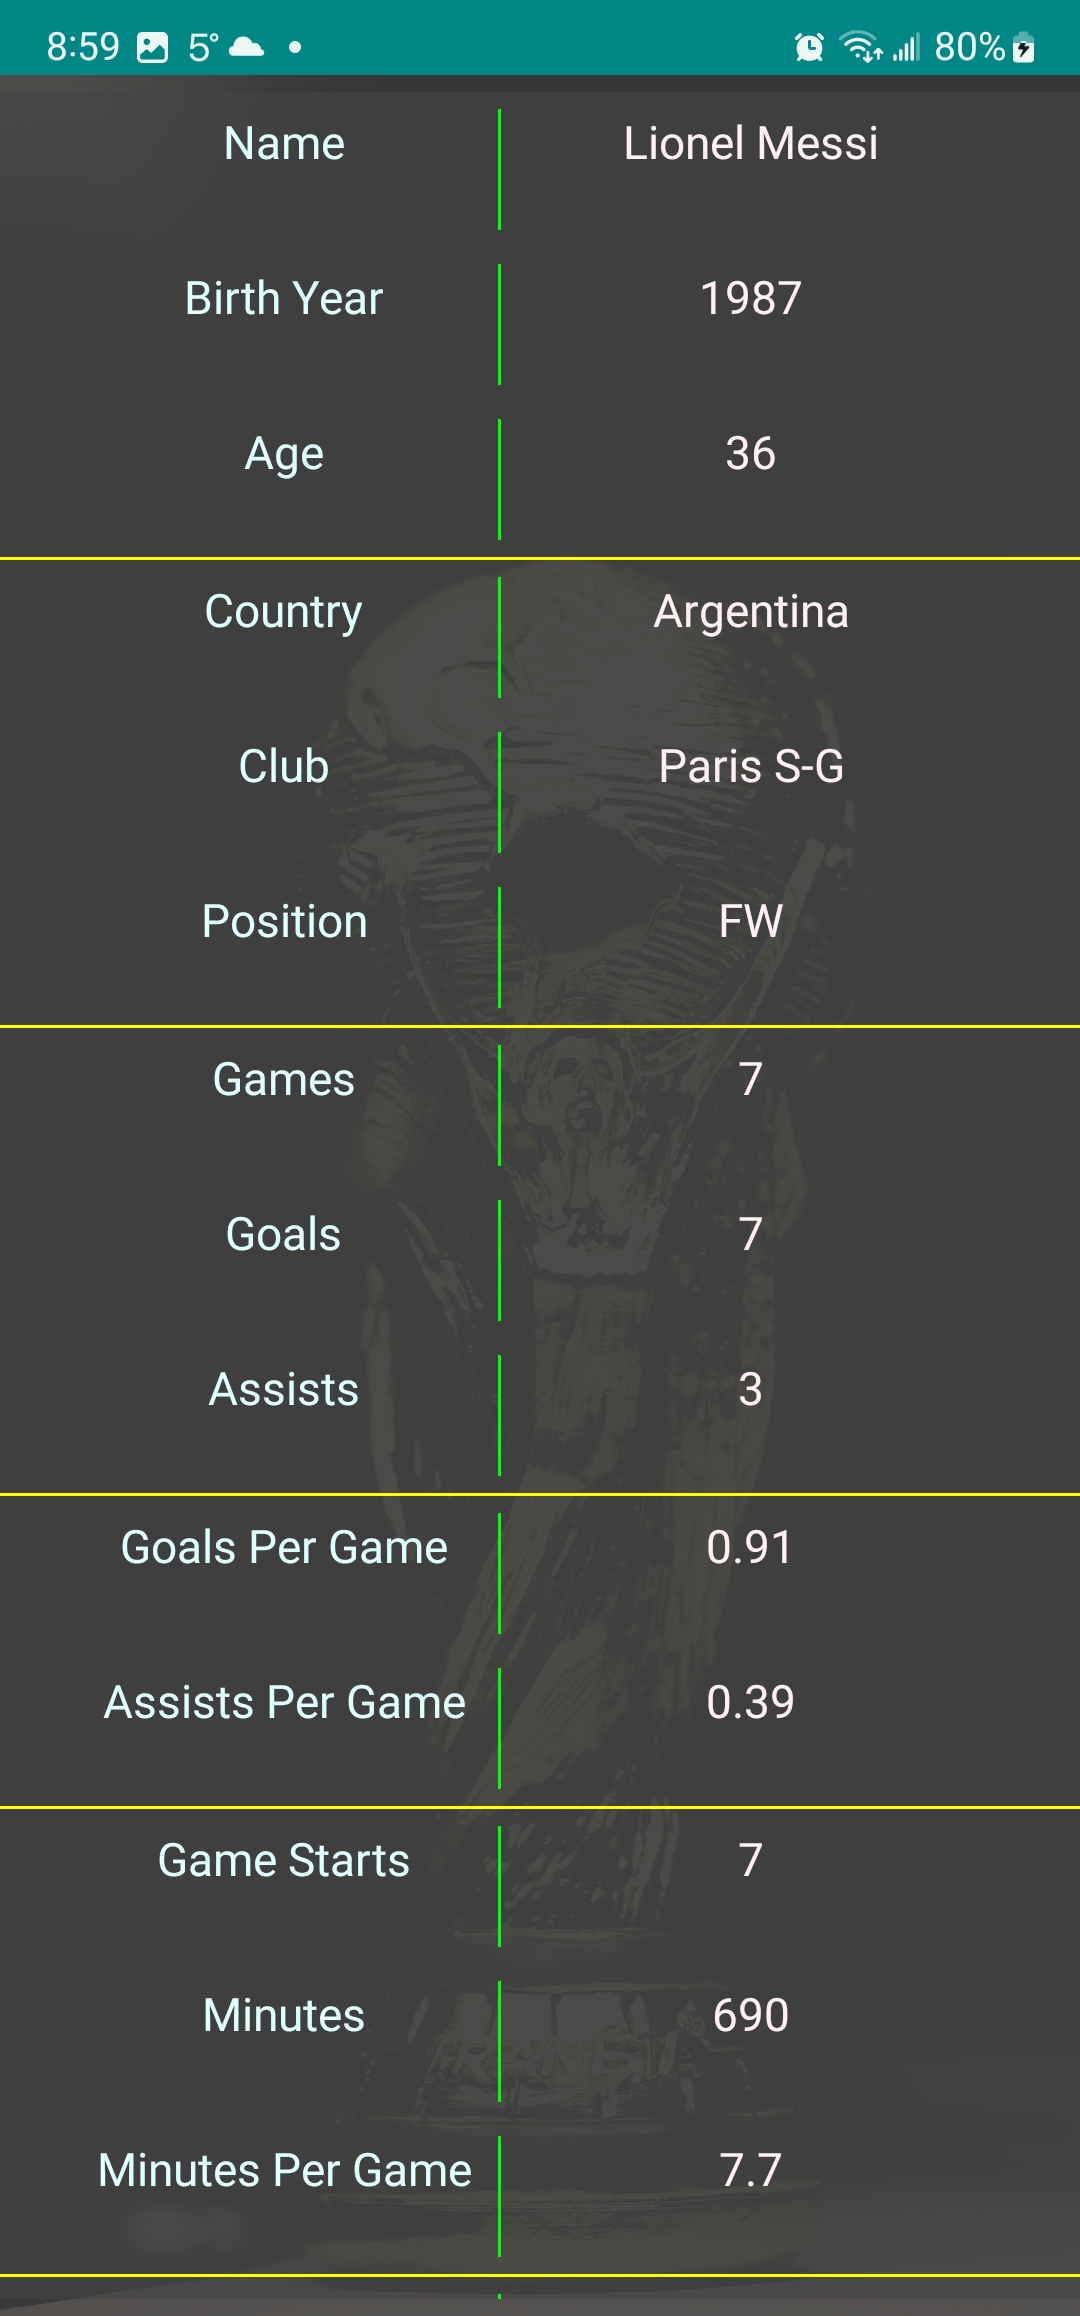 8:59 5° 80%
Name Lionel Messi
Birth Year 1987
Age 36
Country Argentina
Club Paris S-G
Position FW
Games 7
Goals 7
Assists 3
Goals Per Game 0.91
Assists Per Game 0.39
Game Starts 7
Minutes 690
Minutes Per Game 7.7